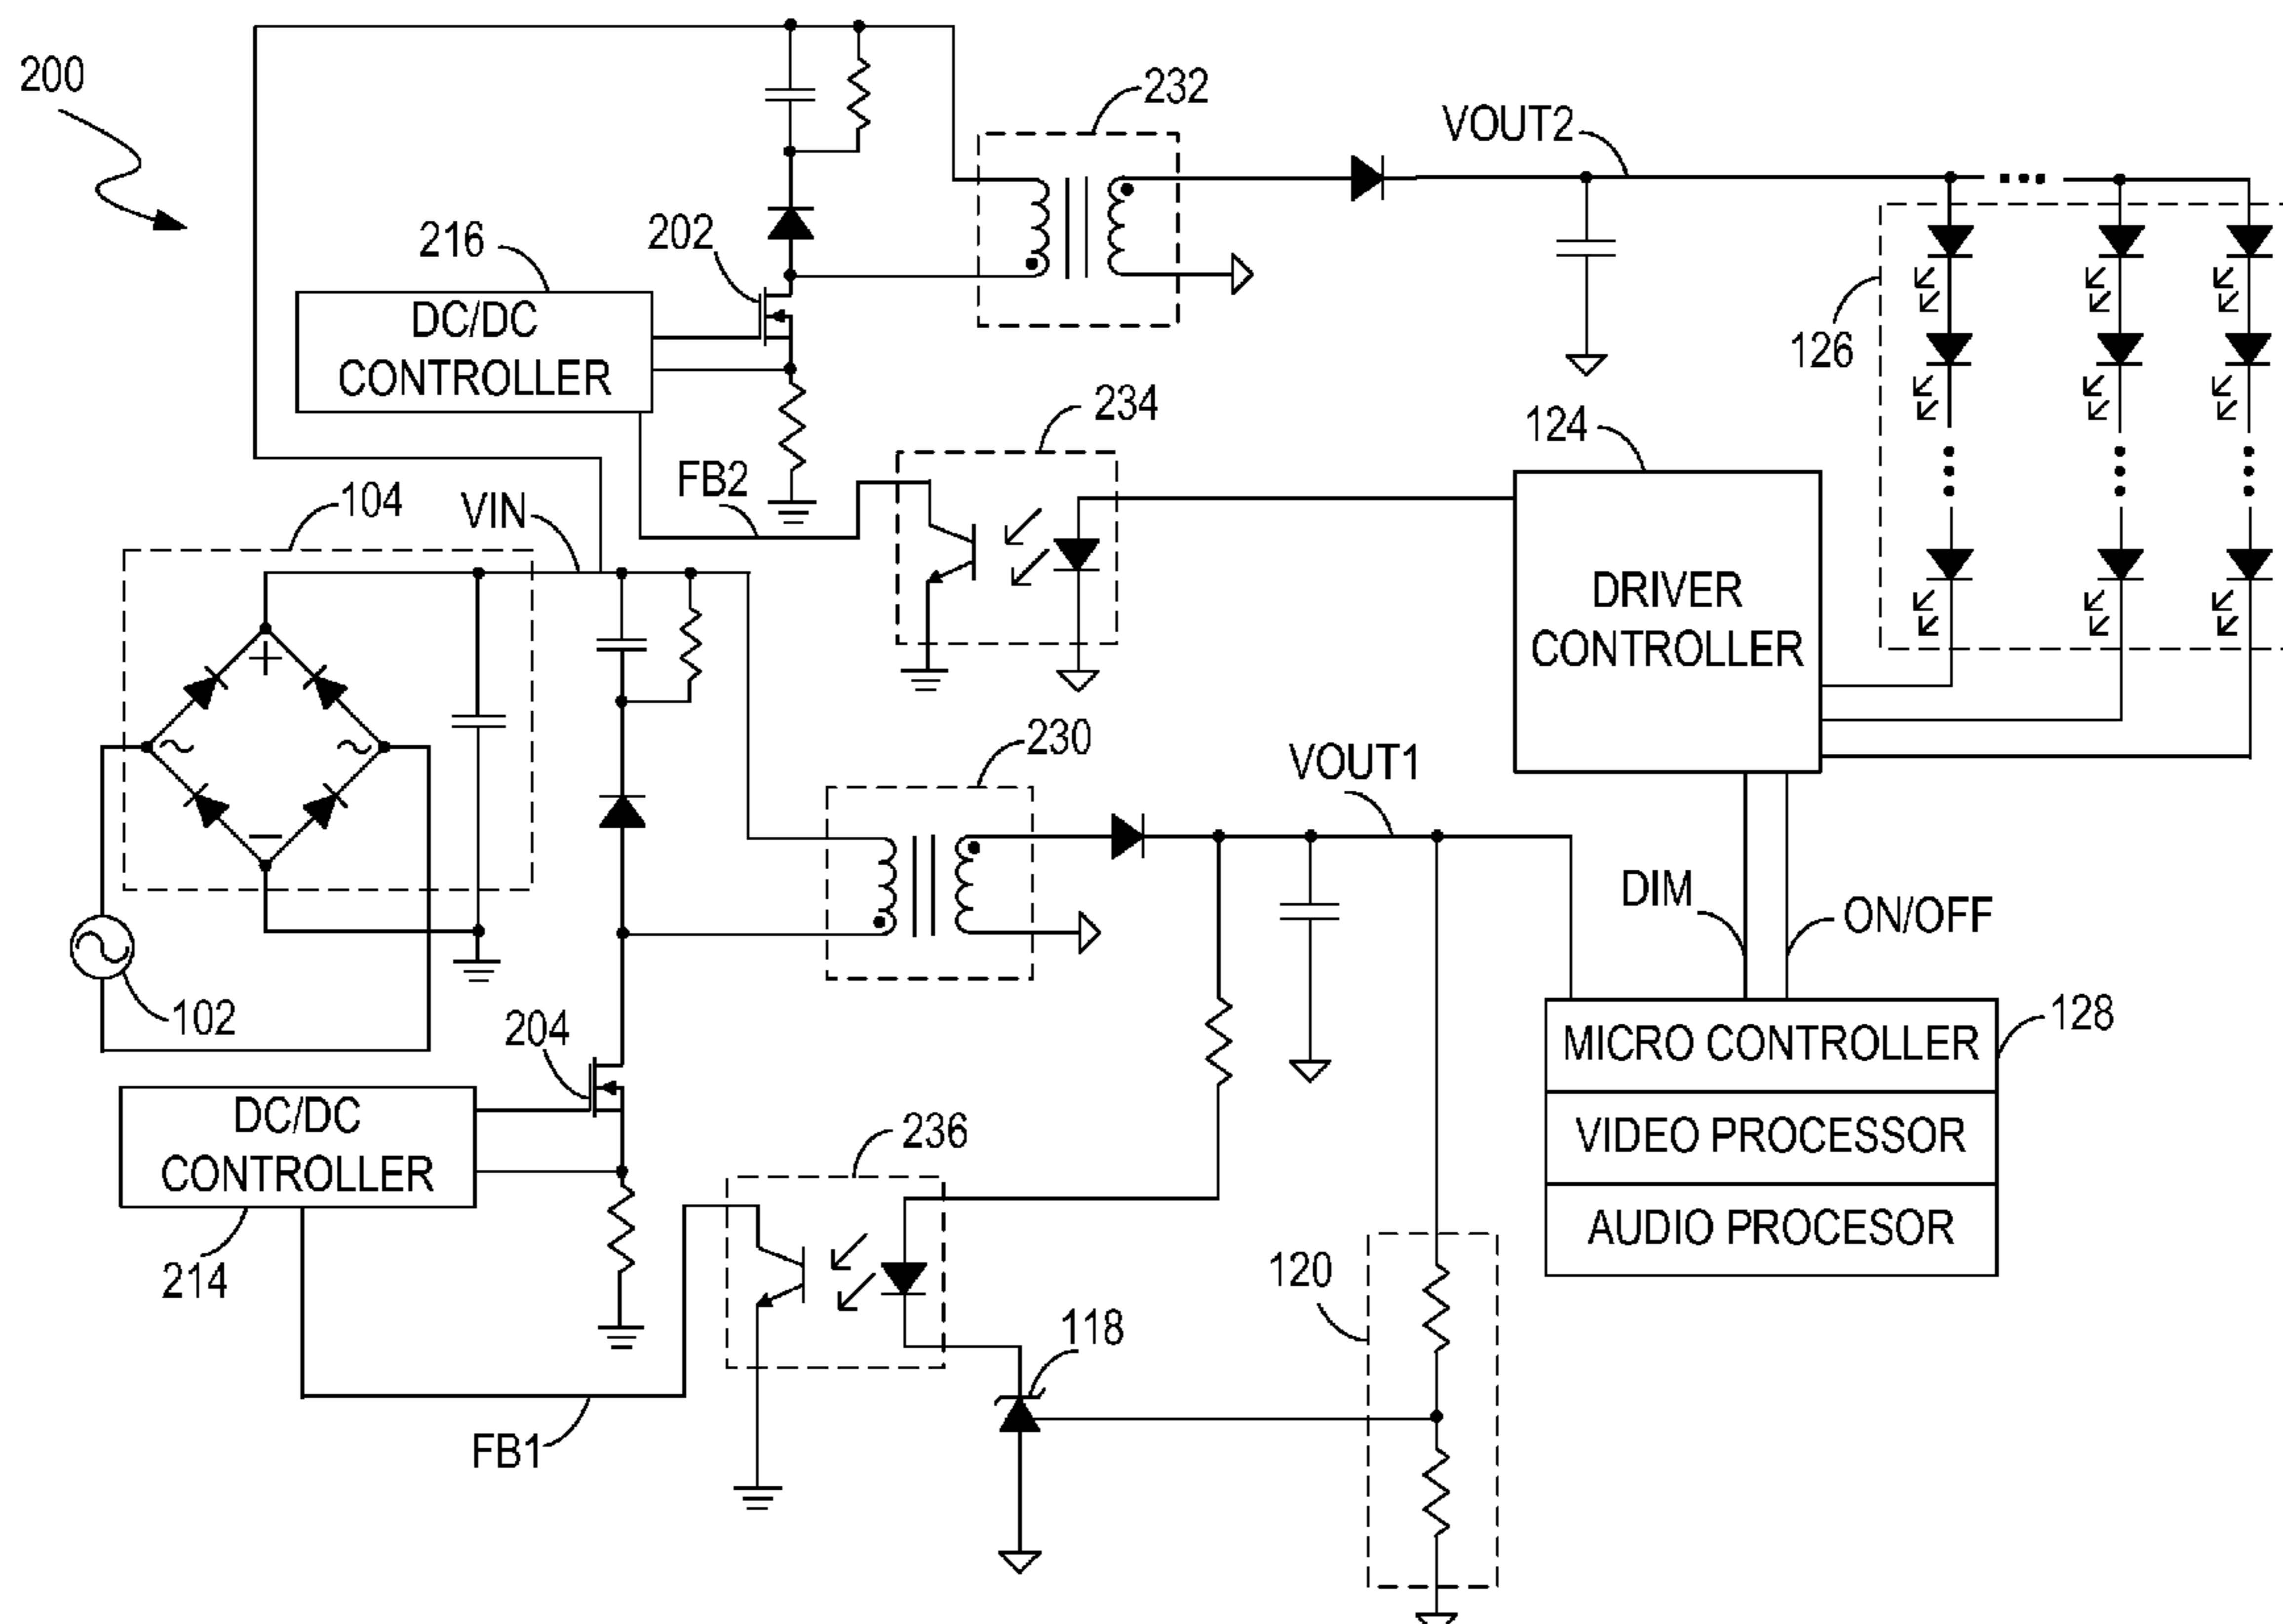 200
232
VOUT2
216
202
DC/DC
CONTROLLER
126
234
124
FB2
104
VIN
DRIVER
CONTROLLER
230
VOUT1
DIM
ON/OFF
102
204
128
MICRO CONTROLLER
VIDEO PROCESSOR
AUDIO PROCESOR
DC/DC
CONTROLLER
236
214
120
118
FB1